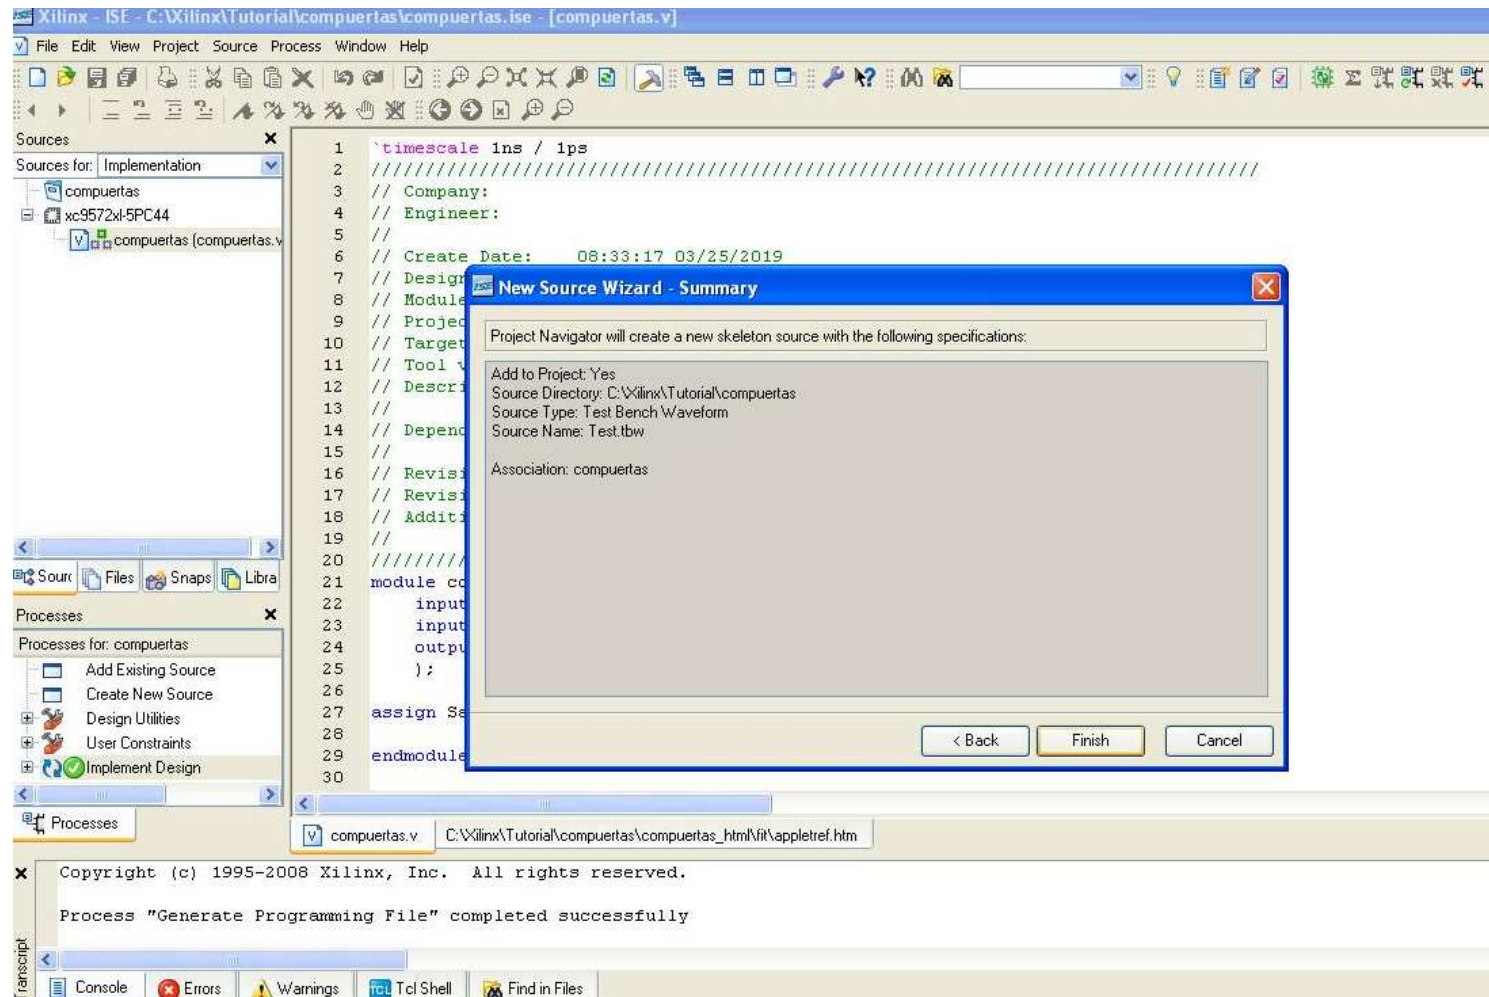 Xilinx - ISE - C:\Xilinx\Tutorial\compuertas\compuertas.ise - [compuertas.v]
File Edit View Project Source Process Window Help
Sources
Sources for: Implementation
compuertas
xc9572xl-5PC44
compuertas (compuertas.v
Sourc Files Snaps Libra
Processes
Processes for: compuertas
Add Existing Source
Create New Source
Design Utilities
User Constraints
Implement Design
Processes
1 `timescale 1ns / 1ps
2 //////////////////////////////////////////////////////////////////////////////////
3 // Company:
4 // Engineer:
5 //
6 // Create Date: 08:33:17 03/25/2019
7 // Design
8 // Module
9 // Projec
10 // Target
11 // Tool v
12 // Descri
13 //
14 // Depend
15 //
16 // Revisi
17 // Revisi
18 // Additi
19 //
20 /////////
21 module co
22 input
23 input
24 outpu
25 );
26
27 assign Sa
28
29 endmodule
30
New Source Wizard - Summary
Project Navigator will create a new skeleton source with the following specifications:
Add to Project: Yes
Source Directory: C:\Xilinx\Tutorial\compuertas
Source Type: Test Bench Waveform
Source Name: Test.tbw
Association: compuertas
< Back Finish Cancel
compuertas.v C:\Xilinx\Tutorial\compuertas\compuertas_html\fit\appletref.htm
Copyright (c) 1995-2008 Xilinx, Inc. All rights reserved.
Process "Generate Programming File" completed successfully
Transcript
Console Errors Warnings Tcl Shell Find in Files